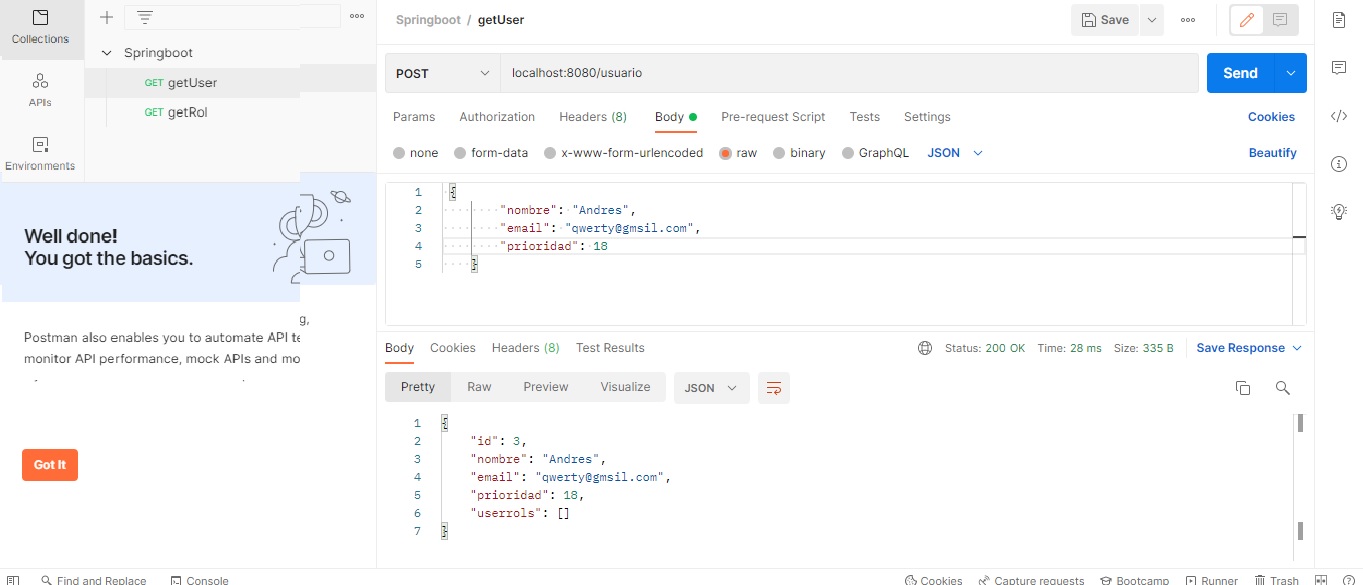 Collections
APIs
Environments
Springboot
GET getUser
GET getRol
Well done!
You got the basics.
g,
Postman also enables you to automate API te
monitor API performance, mock APIs and mo
Got It
Springboot / getUser
Save
POST
localhost:8080/usuario
Send
Params Authorization Headers (8) Body Pre-request Script Tests Settings Cookies
none form-data x-www-form-urlencoded raw binary GraphQL JSON Beautify
1 {
2 "nombre": "Andres",
3 "email": "qwerty@gmsil.com",
4 "prioridad": 18
5 }
Body Cookies Headers (8) Test Results Status: 200 OK Time: 28 ms Size: 335 B Save Response
Pretty Raw Preview Visualize JSON
1 {
2 "id": 3,
3 "nombre": "Andres",
4 "email": "qwerty@gmsil.com",
5 "prioridad": 18,
6 "userrols": []
7 }
Find and Replace Console Cookies Capture requests Bootcamp Runner Trash